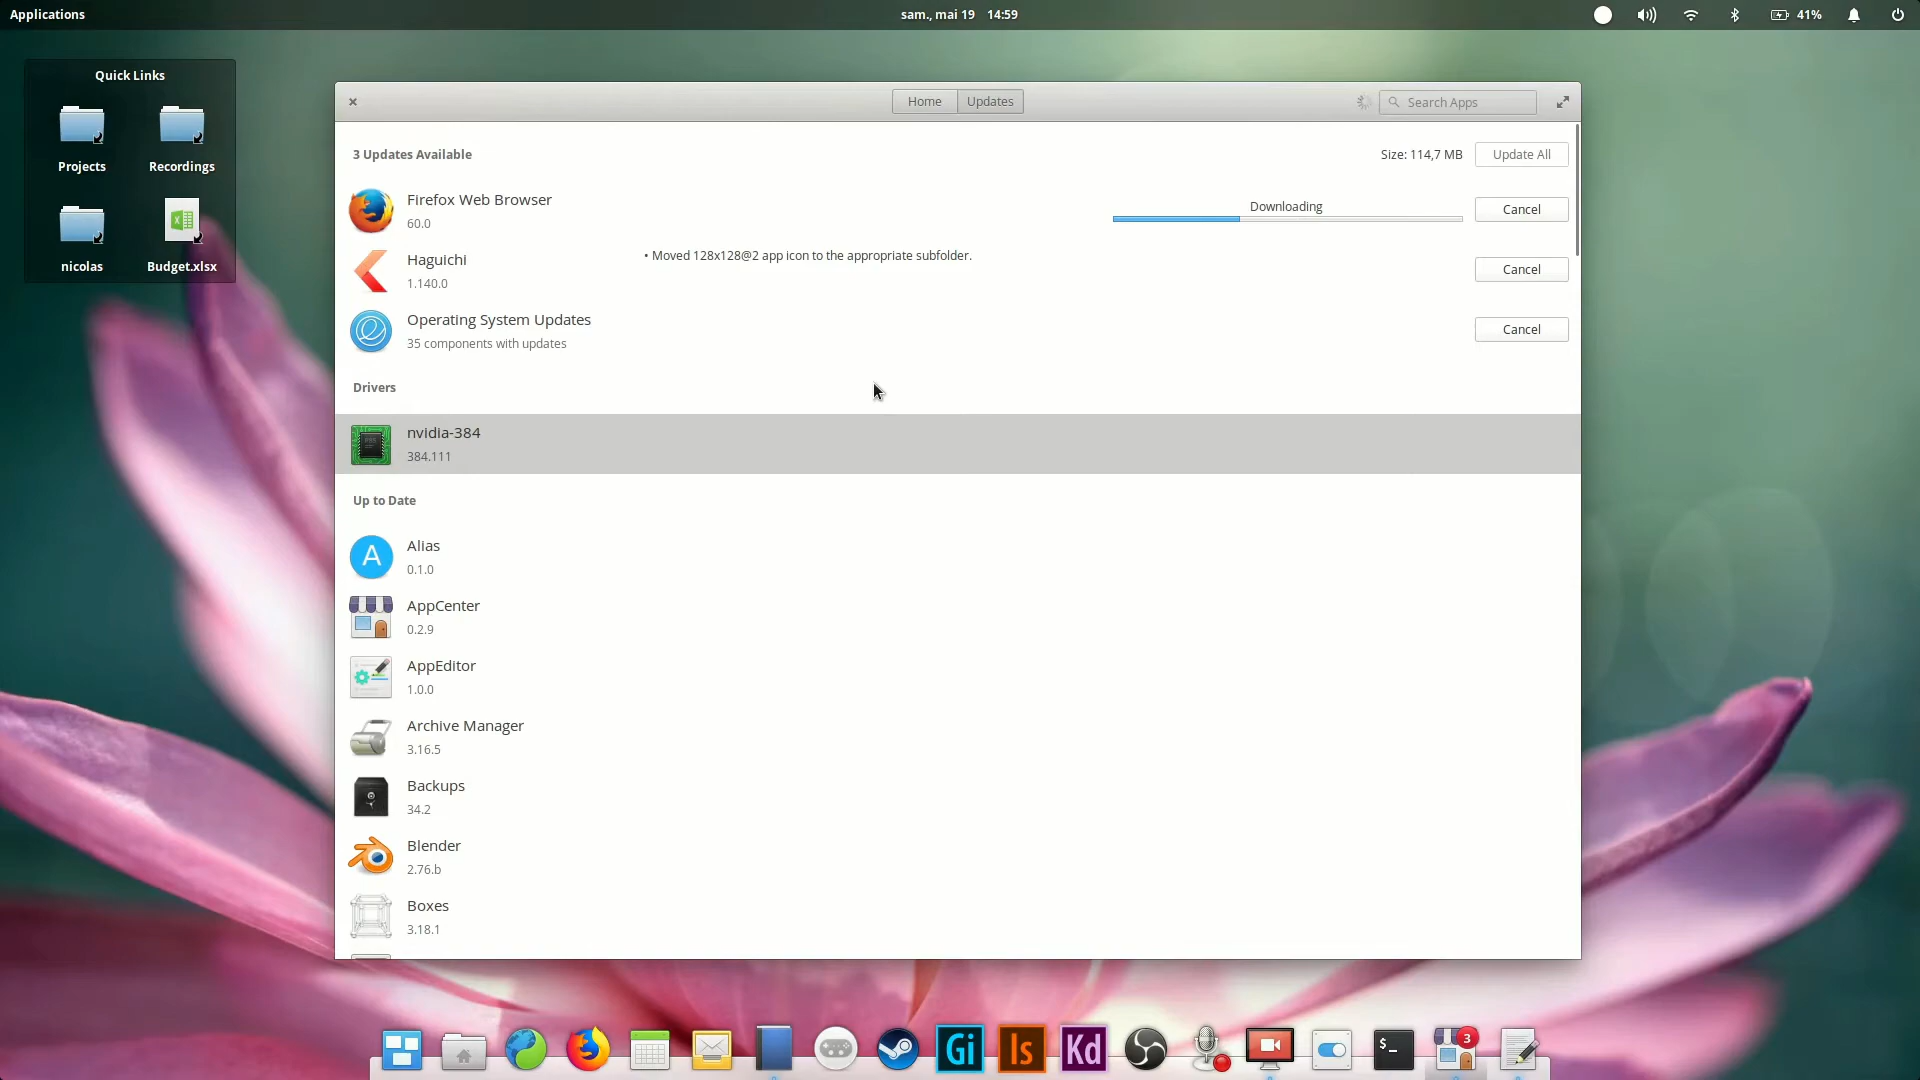 Applications
sam., mai 19 14:59
41%
Quick Links
Projects
Recordings
nicolas
Budget.xlsx
Home
Updates
Search Apps
3 Updates Available
Size: 114,7 MB
Update All
Firefox Web Browser
60.0
Downloading
Cancel
Haguichi
1.140.0
• Moved 128x128@2 app icon to the appropriate subfolder.
Cancel
Operating System Updates
35 components with updates
Cancel
Drivers
nvidia-384
384.111
Up to Date
A
Alias
0.1.0
AppCenter
0.2.9
AppEditor
1.0.0
Archive Manager
3.16.5
Backups
34.2
Blender
2.76.b
Boxes
3.18.1
Gi
Is
Kd
$_
3